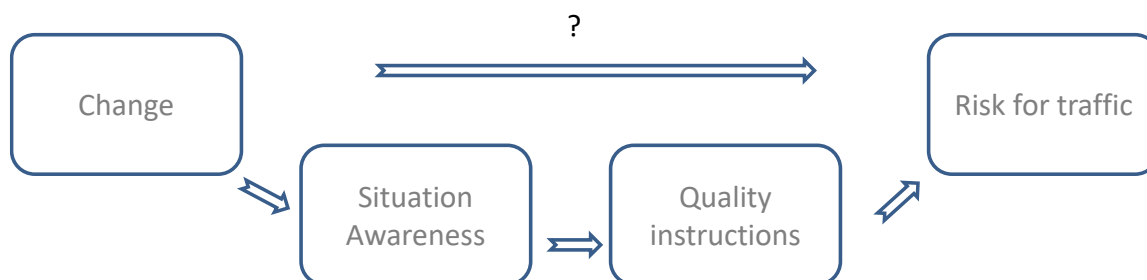 ?
Change
Risk for traffic
Situation
Awareness
Quality
instructions